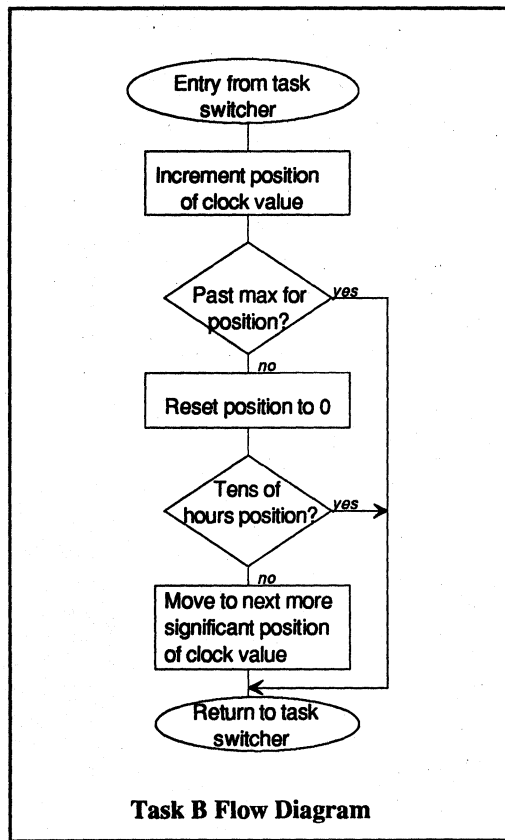 Entry from task
switcher
Increment position
of clock value
Past max for
position?
yes
no
Reset position to 0
Tens of
hours position?
yes
no
Move to next more
significant position
of clock value
Return to task
switcher
Task B Flow Diagram